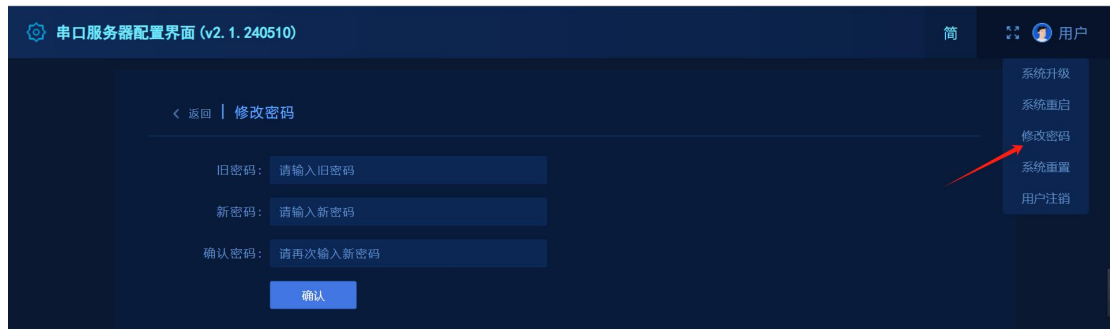 串口服务器配置界面 (v2.1.240510)
简
用户
系统升级
系统重启
修改密码
系统重置
用户注销
< 返回 | 修改密码
旧密码: 请输入旧密码
新密码: 请输入新密码
确认密码: 请再次输入新密码
确认